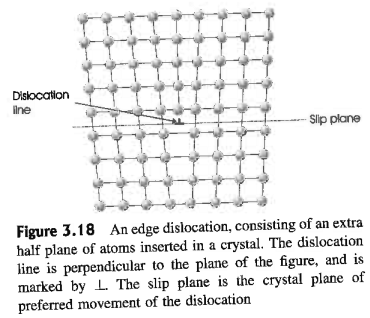 Dislocation
line
Slip plane
Figure 3.18 An edge dislocation, consisting of an extra
half plane of atoms inserted in a crystal. The dislocation
line is perpendicular to the plane of the figure, and is
marked by ⊥. The slip plane is the crystal plane of
preferred movement of the dislocation